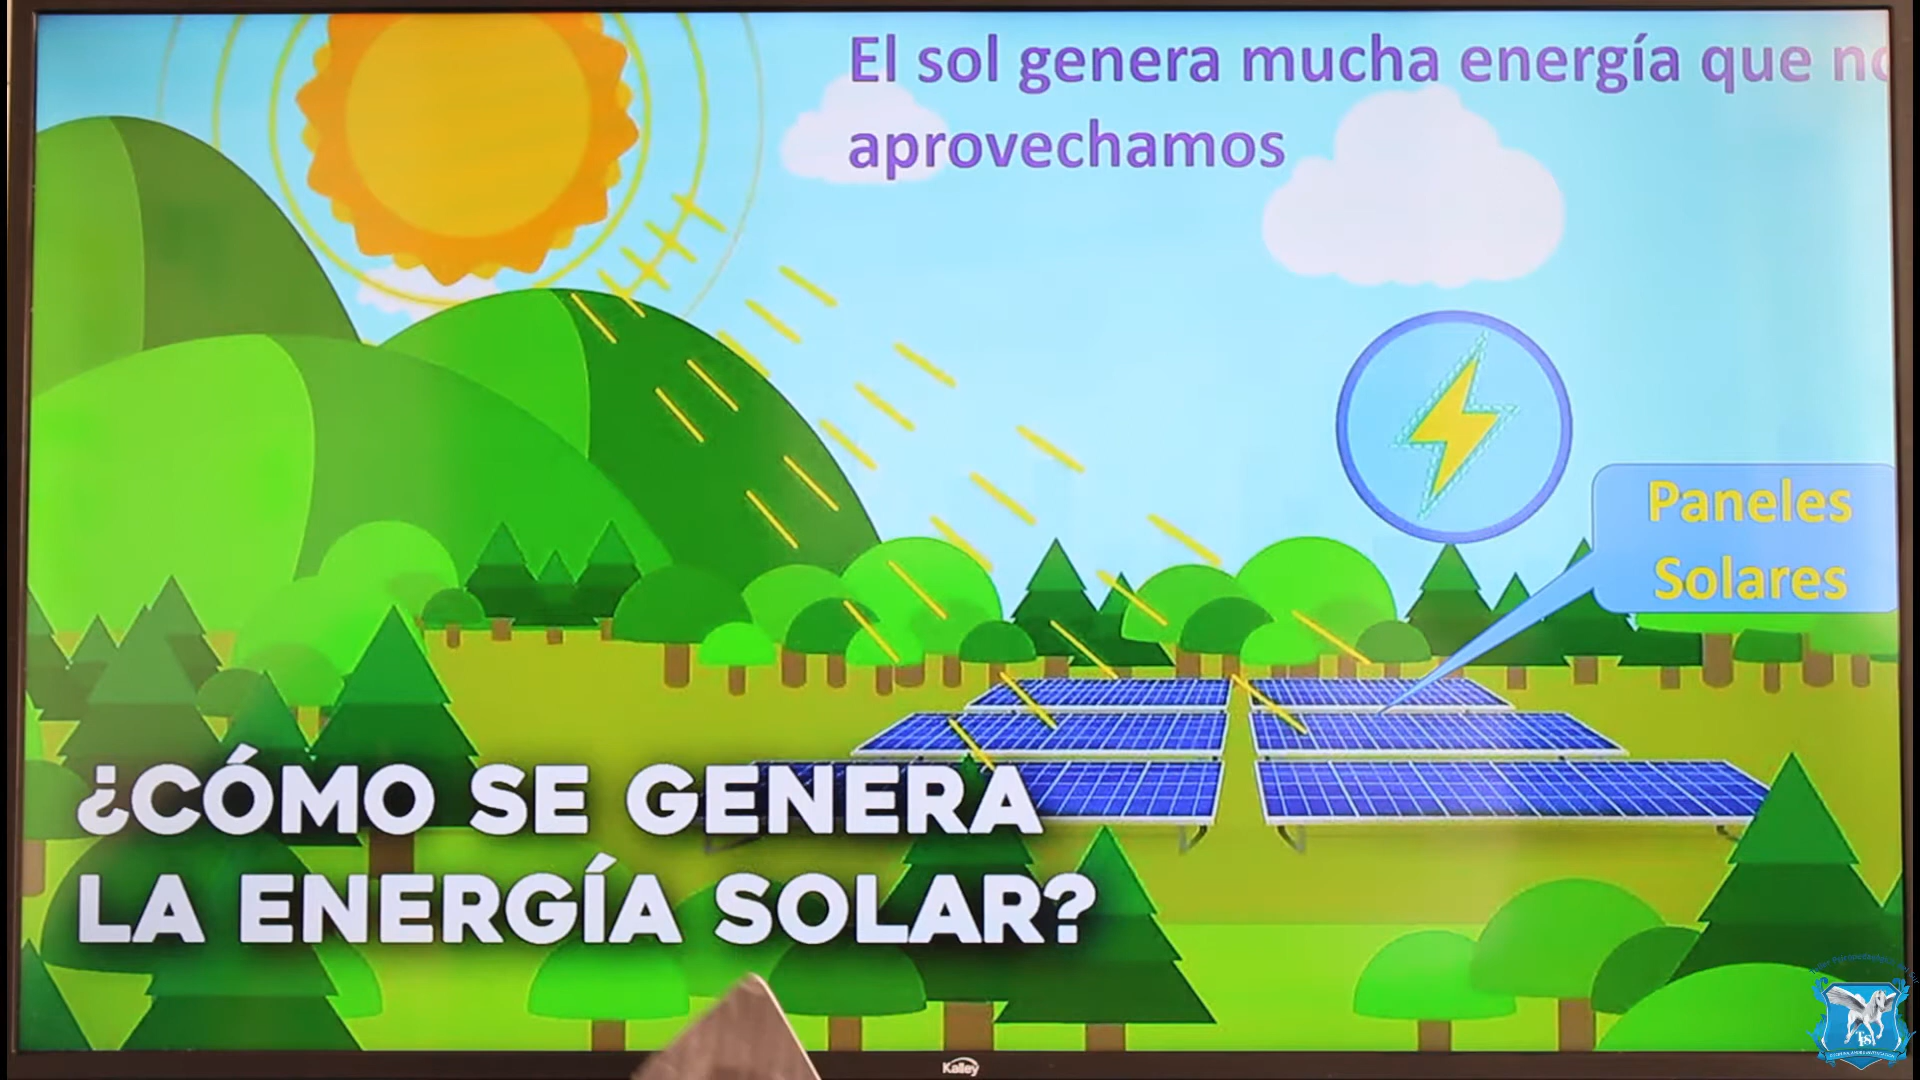 El sol genera mucha energía que no
aprovechamos
Paneles
Solares
¿CÓMO SE GENERA
LA ENERGÍA SOLAR?
Kalley